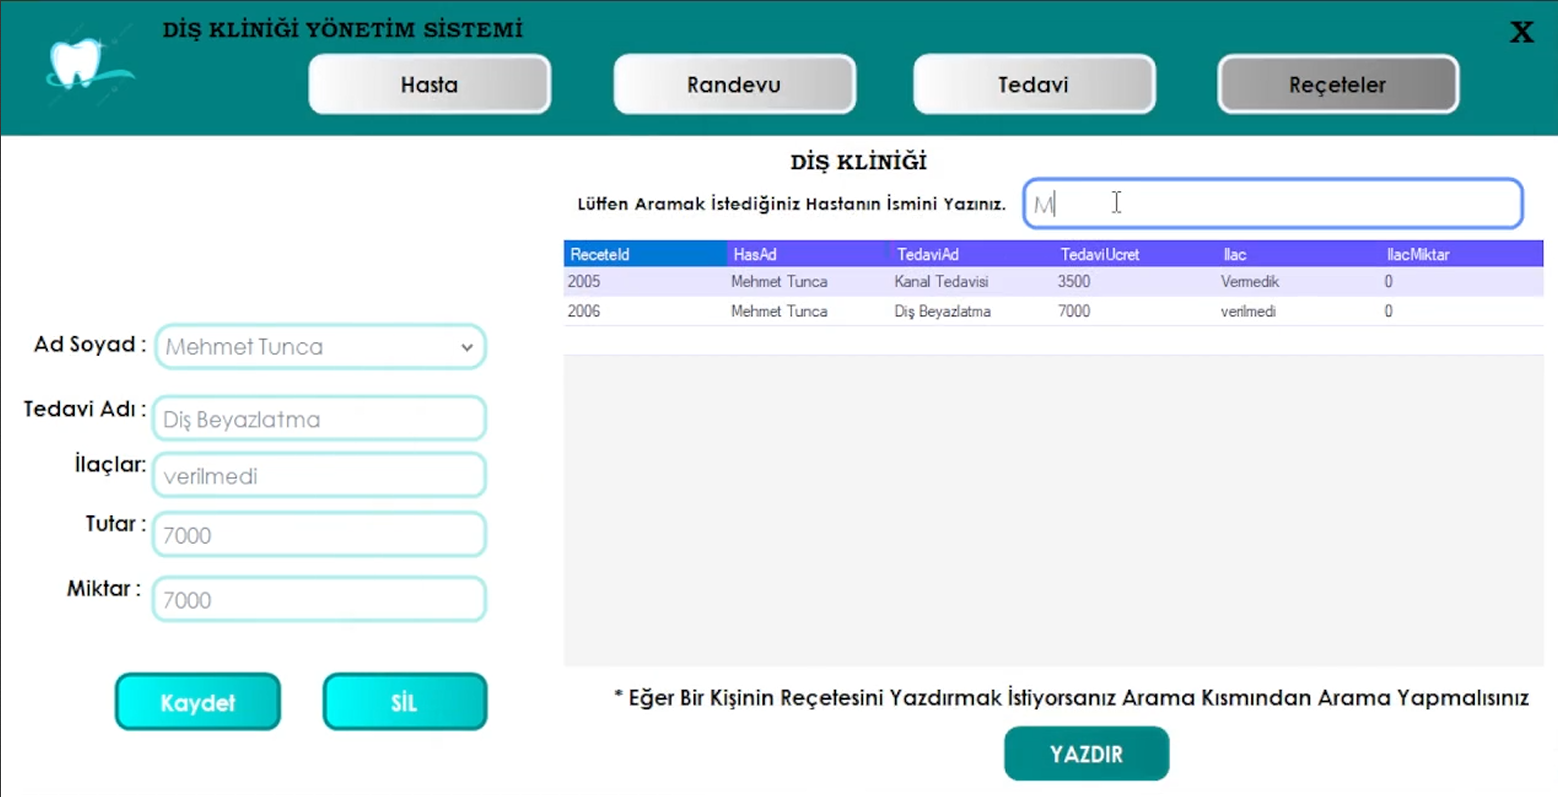 DİŞ KLİNİĞİ YÖNETİM SİSTEMİ
X
Hasta
Randevu
Tedavi
Reçeteler
DİŞ KLİNİĞİ
Lütfen Aramak İstediğiniz Hastanın İsmini Yazınız.
M
ReceteId HasAd TedaviAd TedaviUcret Ilac IlacMiktar
2005 Mehmet Tunca Kanal Tedavisi 3500 Vermedik 0
2006 Mehmet Tunca Diş Beyazlatma 7000 verilmedi 0
Ad Soyad : Mehmet Tunca
Tedavi Adı : Diş Beyazlatma
İlaçlar: verilmedi
Tutar : 7000
Miktar : 7000
Kaydet
SİL
* Eğer Bir Kişinin Reçetesini Yazdırmak İstiyorsanız Arama Kısmından Arama Yapmalısınız
YAZDIR